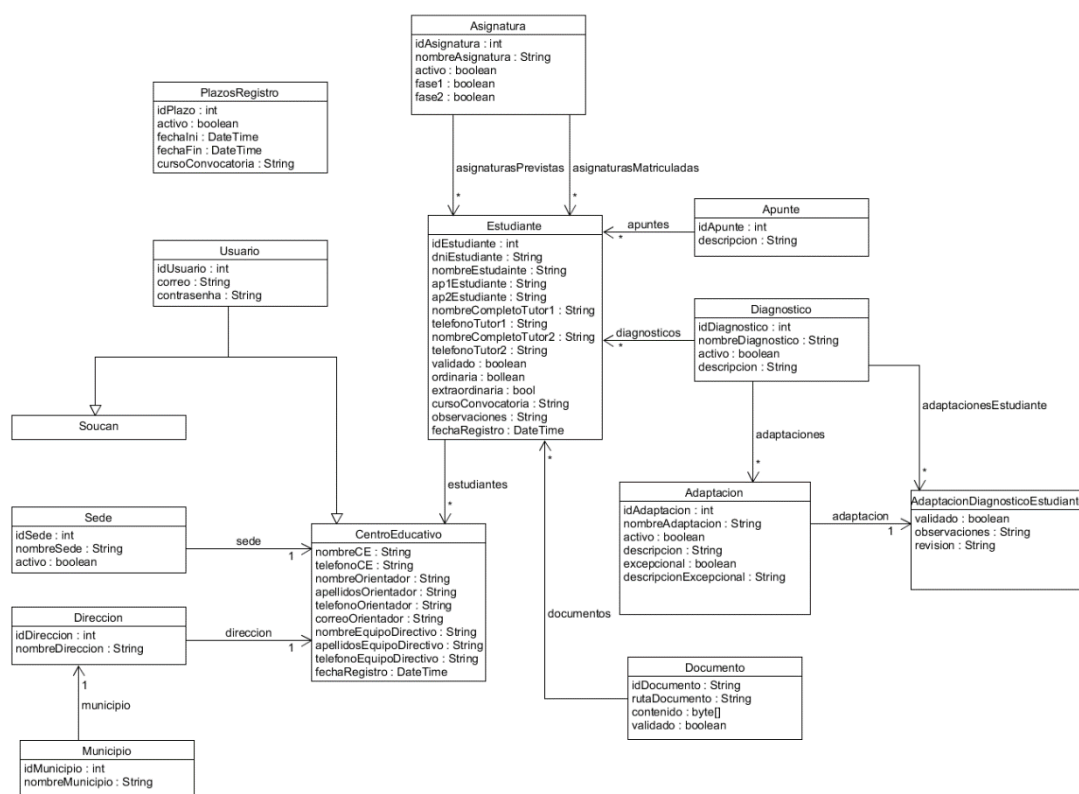 Asignatura
idAsignatura : int
nombreAsignatura : String
activo : boolean
fase1 : boolean
fase2 : boolean
PlazosRegistro
idPlazo : int
activo : boolean
fechaIni : DateTime
fechaFin : DateTime
cursoConvocatoria : String
asignaturasPrevistas
asignaturasMatriculadas
*
*
Estudiante
idEstudiante : int
dniEstudiante : String
nombreEstudainte : String
ap1Estudiante : String
ap2Estudiante : String
nombreCompletoTutor1 : String
telefonoTutor1 : String
nombreCompletoTutor2 : String
telefonoTutor2 : String
validado : boolean
ordinaria : bollean
extraordinaria : bool
cursoConvocatoria : String
observaciones : String
fechaRegistro : DateTime
apuntes
*
Apunte
idApunte : int
descripcion : String
Usuario
idUsuario : int
correo : String
contrasenha : String
diagnosticos
*
Diagnostico
idDiagnostico : int
nombreDiagnostico : String
activo : boolean
descripcion : String
adaptacionesEstudiante
*
adaptaciones
*
Soucan
*
estudiantes
*
Adaptacion
idAdaptacion : int
nombreAdaptacion : String
activo : boolean
descripcion : String
excepcional : boolean
descripcionExcepcional : String
adaptacion
1
AdaptacionDiagnosticoEstudiant
validado : boolean
observaciones : String
revision : String
Sede
idSede : int
nombreSede : String
activo : boolean
sede
1
CentroEducativo
nombreCE : String
telefonoCE : String
nombreOrientador : String
apellidosOrientador : String
telefonoOrientador : String
correoOrientador : String
nombreEquipoDirectivo : String
apellidosEquipoDirectivo : String
telefonoEquipoDirectivo : String
fechaRegistro : DateTime
Direccion
idDireccion : int
nombreDireccion : String
direccion
1
documentos
1
municipio
Documento
idDocumento : String
rutaDocumento : String
contenido : byte[]
validado : boolean
Municipio
idMunicipio : int
nombreMunicipio : String